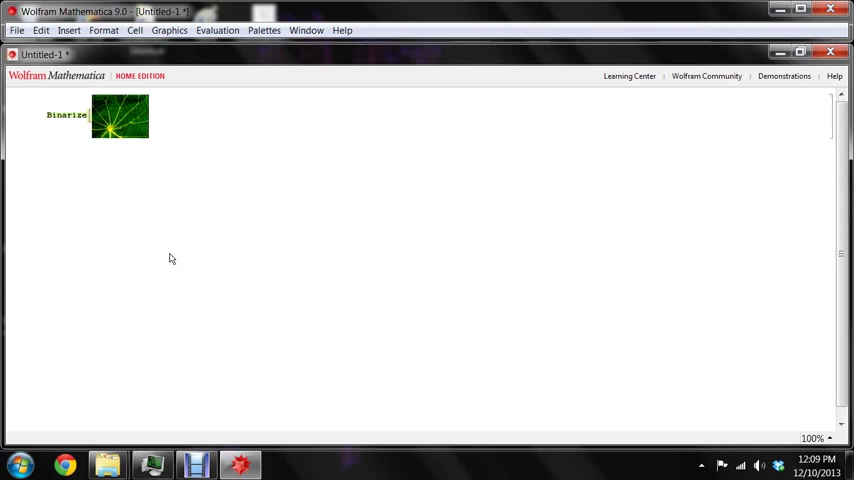 Wolfram Mathematica 9.0 - [Untitled-1 *]
File Edit Insert Format Cell Graphics Evaluation Palettes Window Help
Untitled-1 *
Wolfram Mathematica | HOME EDITION Learning Center | Wolfram Community | Demonstrations | Help
Binarize[
100%
12:09 PM
12/10/2013